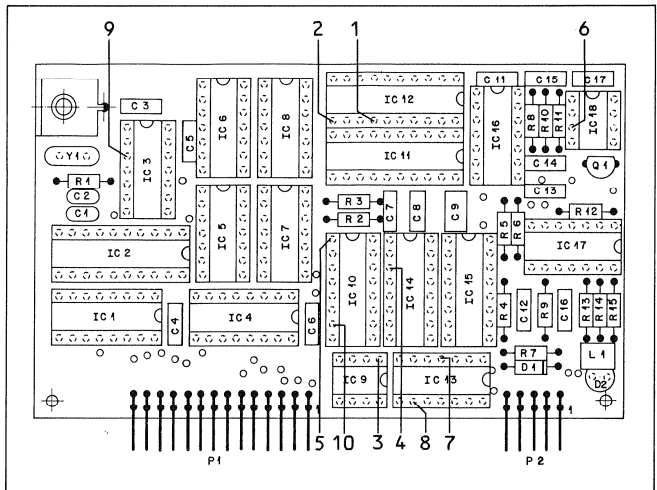 9 2 1 6
C 11 C 15 C 17
C 3
IC 12
IC 6
IC 8
IC 16
R 8
R 10
R 11
IC 18
C 5
IC 3
Y 1
IC 11
C 14
Q 1
R 1
C 2
C 1
C 13
R 3
R 2
C 7
C 8
C 9
IC 5
IC 7
R 5
R 6
R 12
IC 2
IC 17
IC 10
IC 14
IC 15
IC 1
C 4
IC 4
C 6
R 4
C 12
R 9
C 16
R 13
R 14
R 15
R 7
D 1
L 1
D2
IC 9
IC 13
1 1
5 10 3 4 8 7
P 1 P 2